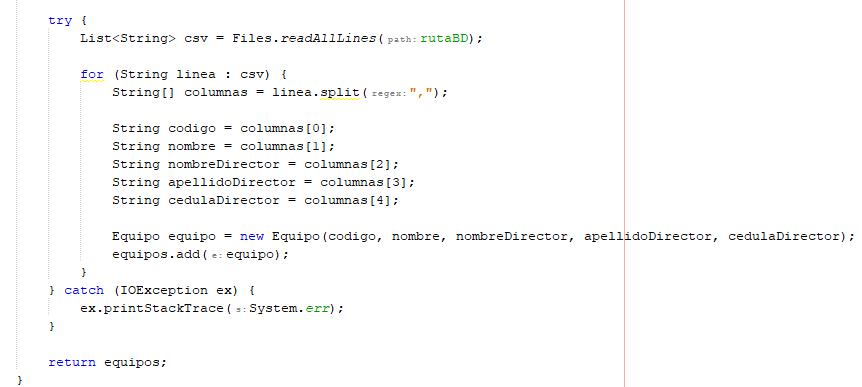 try {
List<String> csv = Files.readAllLines(path: rutaBD);
for (String linea : csv) {
String[] columnas = linea.split(regex: ",");
String codigo = columnas[0];
String nombre = columnas[1];
String nombreDirector = columnas[2];
String apellidoDirector = columnas[3];
String cedulaDirector = columnas[4];
Equipo equipo = new Equipo(codigo, nombre, nombreDirector, apellidoDirector, cedulaDirector);
equipos.add(e: equipo);
}
} catch (IOException ex) {
ex.printStackTrace(s: System.err);
}
return equipos;
}